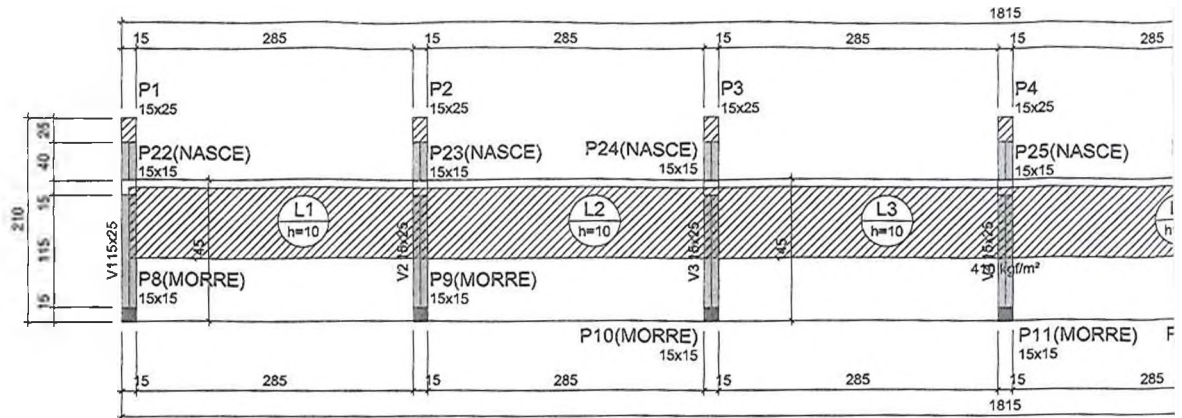 1815
15 285 15 285 15 285 15 285
P1 P2 P3 P4
15x25 15x25 15x25 15x25
25
P22(NASCE) P23(NASCE) P24(NASCE) P25(NASCE)
15x15 15x15 15x15 15x15
40
15
L1 L2 L3
h=10 h=10 h=10
210
115
145 145
V1 15x25 V2 15x25 V3 15x25 15x25
kgf/m²
P8(MORRE) P9(MORRE)
15x15 15x15
15
P10(MORRE) P11(MORRE)
15x15 15x15
15 285 15 285 15 285 15 285
1815